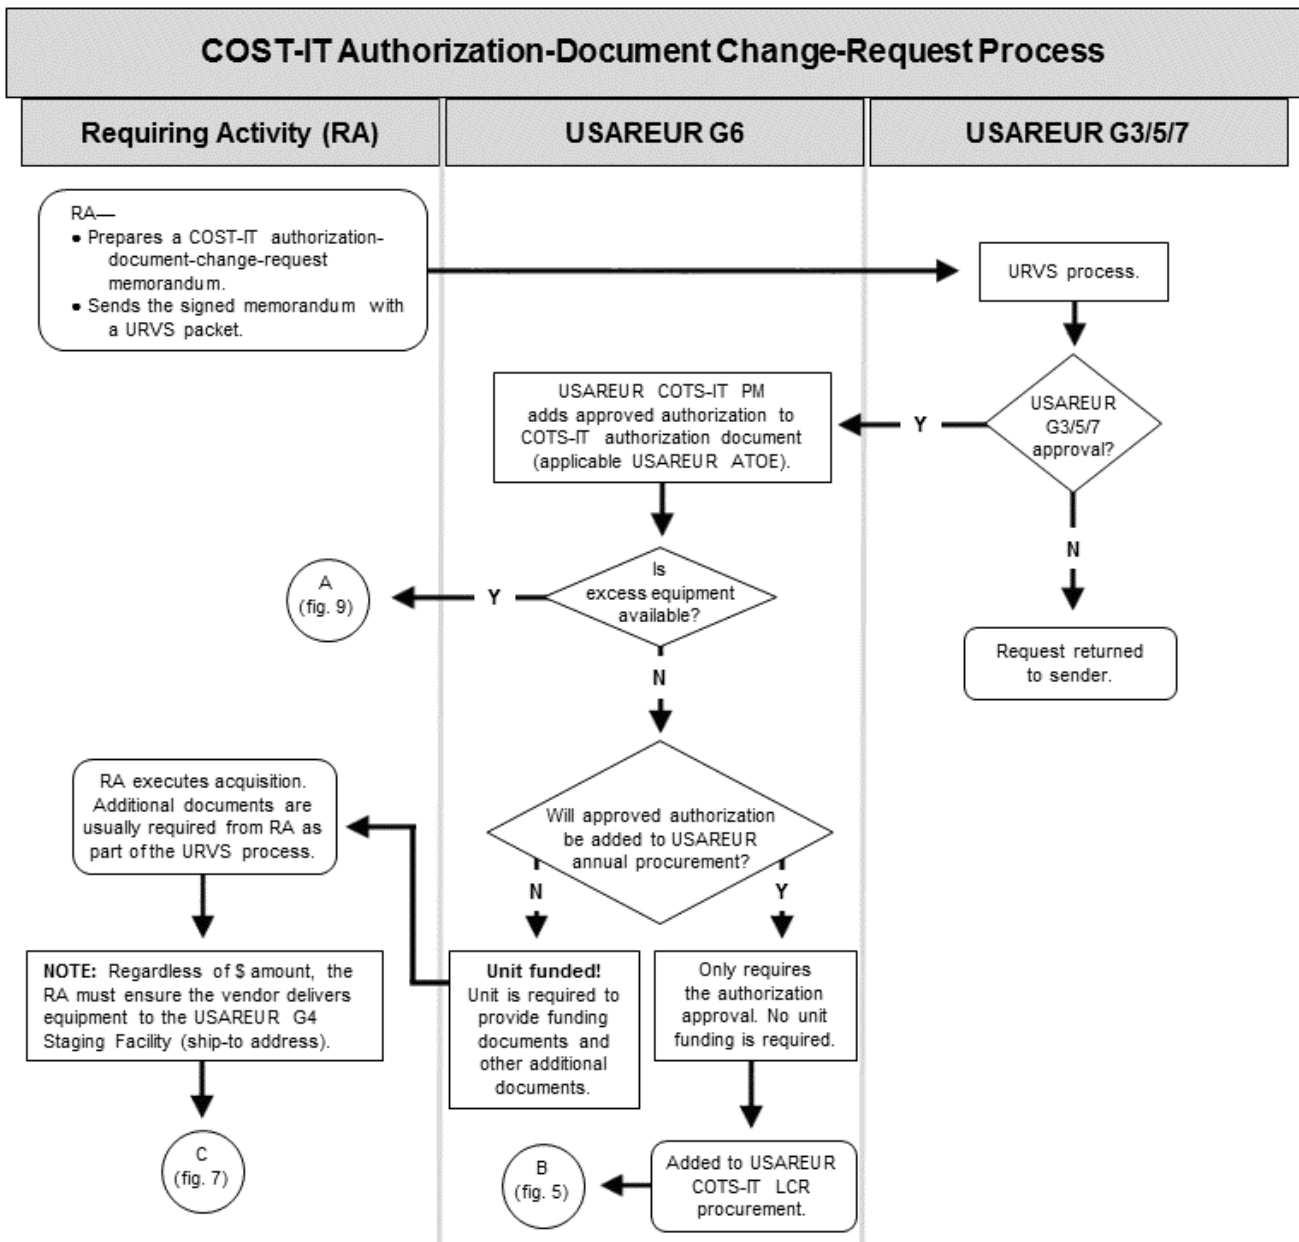 COST-IT Authorization-Document Change-Request Process
Requiring Activity (RA)
USAREUR G6
USAREUR G3/5/7
RA—
● Prepares a COST-IT authorization-
document-change-request
memorandum.
● Sends the signed memorandum with
a URVS packet.
URVS process.
USAREUR
G3/5/7
approval?
Y
N
Request returned
to sender.
USAREUR COTS-IT PM
adds approved authorization to
COTS-IT authorization document
(applicable USAREUR ATOE).
Is
excess equipment
available?
Y
A
(fig. 9)
N
Will approved authorization
be added to USAREUR
annual procurement?
N
Y
Unit funded!
Unit is required to
provide funding
documents and
other additional
documents.
Only requires
the authorization
approval. No unit
funding is required.
RA executes acquisition.
Additional documents are
usually required from RA as
part of the URVS process.
NOTE: Regardless of $ amount, the
RA must ensure the vendor delivers
equipment to the USAREUR G4
Staging Facility (ship-to address).
C
(fig. 7)
Added to USAREUR
COTS-IT LCR
procurement.
B
(fig. 5)